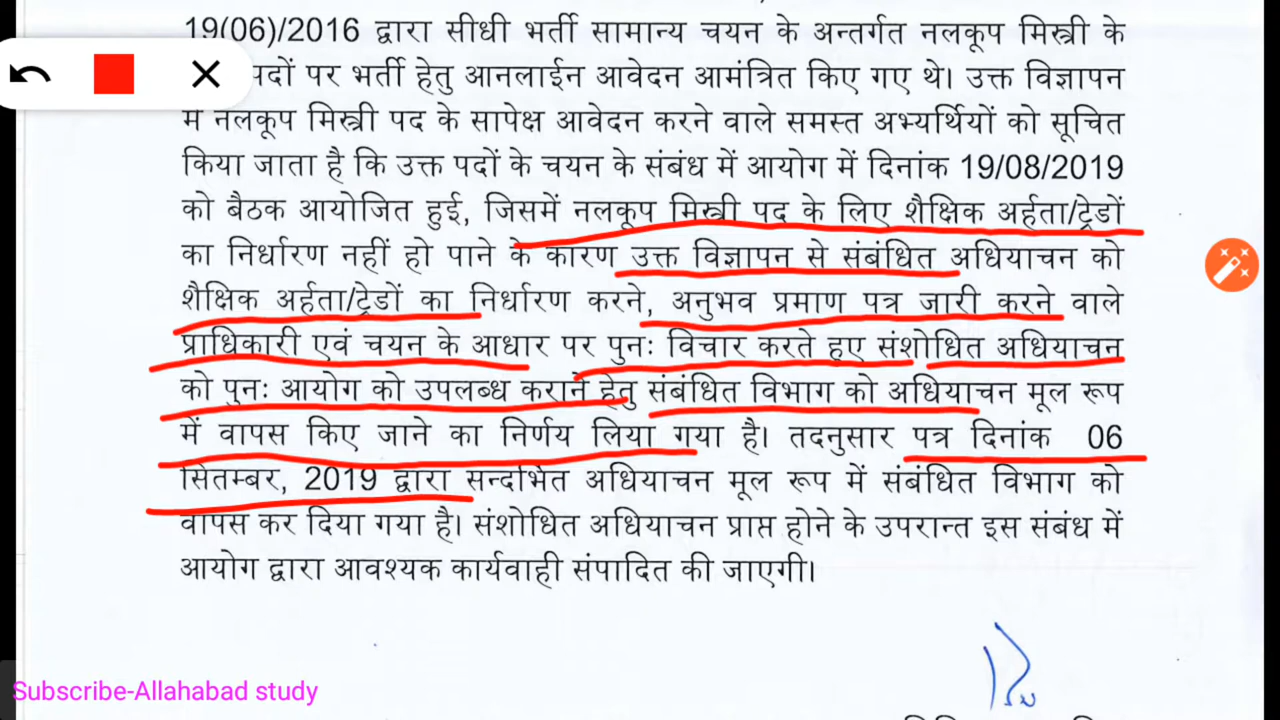 19(06)/2016 द्वारा सीधी भर्ती सामान्य चयन के अन्तर्गत नलकूप मिस्त्री के
पदों पर भर्ती हेतु आनलाईन आवेदन आमंत्रित किए गए थे। उक्त विज्ञापन
में नलकूप मिस्त्री पद के सापेक्ष आवेदन करने वाले समस्त अभ्यर्थियों को सूचित
किया जाता है कि उक्त पदों के चयन के संबंध में आयोग में दिनांक 19/08/2019
को बैठक आयोजित हुई, जिसमें नलकूप मिस्त्री पद के लिए शैक्षिक अर्हता/ट्रेडों
का निर्धारण नहीं हो पाने के कारण उक्त विज्ञापन से संबंधित अधियाचन को
शैक्षिक अर्हता/ट्रेडों का निर्धारण करने, अनुभव प्रमाण पत्र जारी करने वाले
प्राधिकारी एवं चयन के आधार पर पुनः विचार करते हुए संशोधित अधियाचन
को पुनः आयोग को उपलब्ध कराने हेतु संबंधित विभाग को अधियाचन मूल रूप
में वापस किए जाने का निर्णय लिया गया है। तदनुसार पत्र दिनांक 06
सितम्बर, 2019 द्वारा सन्दर्भित अधियाचन मूल रूप में संबंधित विभाग को
वापस कर दिया गया है। संशोधित अधियाचन प्राप्त होने के उपरान्त इस संबंध में
आयोग द्वारा आवश्यक कार्यवाही संपादित की जाएगी।
Subscribe-Allahabad study